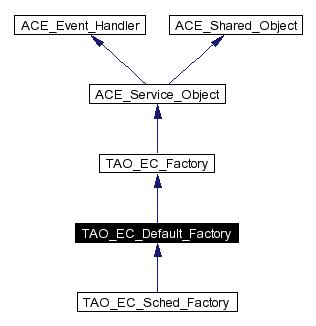 ACE_Event_Handler ACE_Shared_Object
ACE_Service_Object
TAO_EC_Factory
TAO_EC_Default_Factory
TAO_EC_Sched_Factory